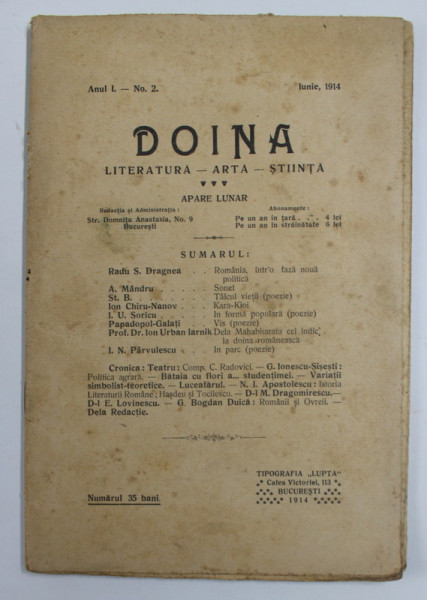 Anul I. — No. 2.
Iunie, 1914
DOINA
LITERATURĂ — ARTĂ — ȘTIINȚĂ
APARE LUNAR
Redacția și Administrația :
Str. Domnița Anastasia, No. 9
București
Abonamente :
Pe un an în țară . . 4 lei
Pe un an în străinătate 6 lei
SUMARUL:
Radu S. Dragnea . . România, într'o fază nouă
politică
A. Mândru . . . . . . Sonet
St. B. . . . . . . . Tâlcul vieții (poezie)
Ion Chiru-Nanov . . . Kara-Kioi
I. U. Soricu . . . . . În formă populară (poezie)
Papadopol-Galați . . Vis (poezie)
Prof. Dr. Ion Urban Iarnik Dela Mahabharata cel indic
la doina românească
I. N. Pârvulescu . . . În parc (poezie)
Cronica : Teatru : Comp. C. Radovici. — G. Ionescu-Sișești :
Politica agrară. — Bătaia cu flori a... studențimei. — Variații
simbolist-teoretice. — Luceafărul. — N. I. Apostolescu : Istoria
Literaturii Române ; Hașdeu și Tocilescu. — D-l M. Dragomirescu. —
D-l E. Lovinescu. — G. Bogdan Duică : Românii și Ovreii. —
Dela Redacție.
Numărul 35 bani.
TIPOGRAFIA „LUPTA"
Calea Victoriei, 113
BUCUREȘTI
1914